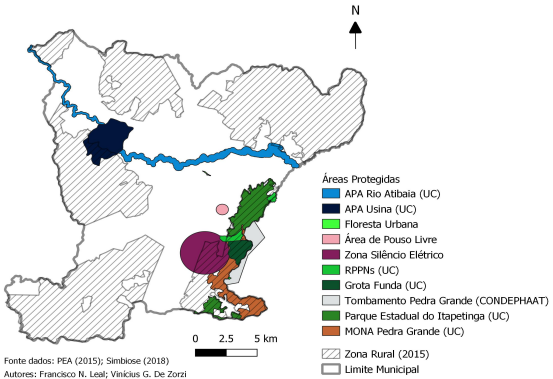 N
Áreas Protegidas
APA Rio Atibaia (UC)
APA Usina (UC)
Floresta Urbana
Área de Pouso Livre
Zona Silêncio Elétrico
RPPNs (UC)
Grota Funda (UC)
Tombamento Pedra Grande (CONDEPHAAT)
Parque Estadual do Itapetinga (UC)
MONA Pedra Grande (UC)
Zona Rural (2015)
Limite Municipal
0 2.5 5 km
Fonte dados: PEA (2015); Simbiose (2018)
Autores: Francisco N. Leal; Vinícius G. De Zorzi